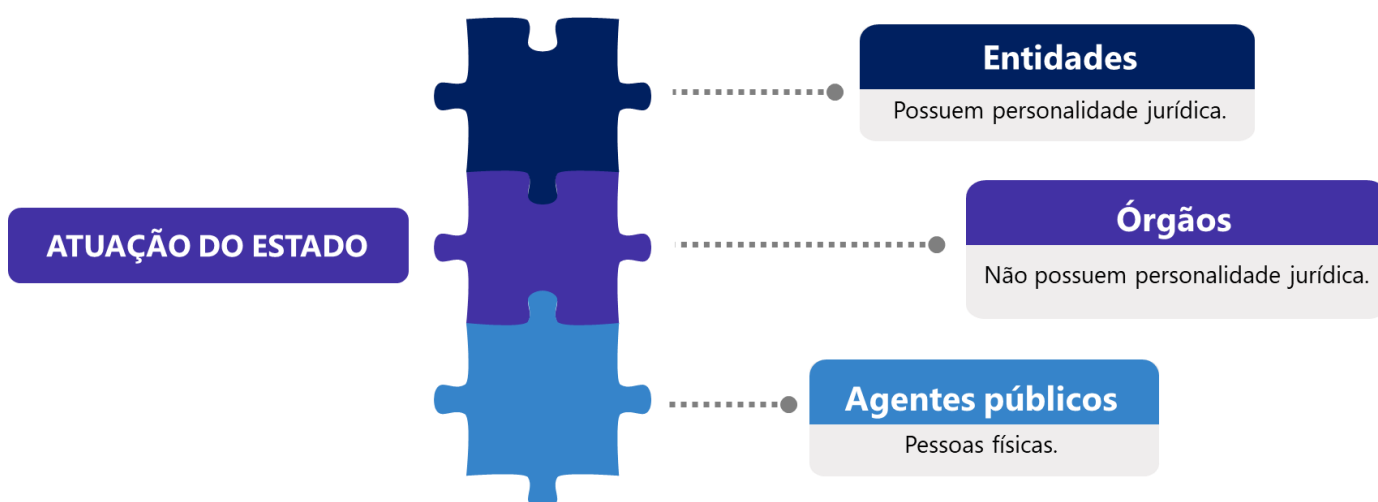 Entidades
Possuem personalidade jurídica.
ATUAÇÃO DO ESTADO
Órgãos
Não possuem personalidade jurídica.
Agentes públicos
Pessoas físicas.